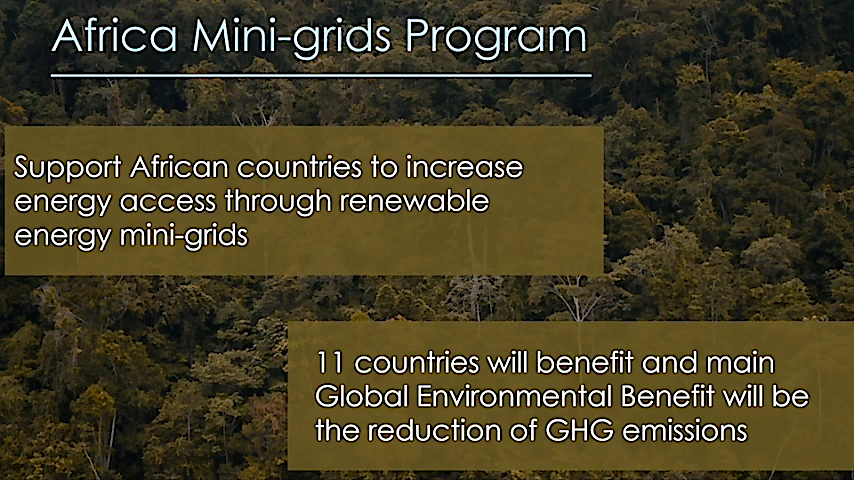 Africa Mini-grids Program
Support African countries to increase
energy access through renewable
energy mini-grids
11 countries will benefit and main
Global Environmental Benefit will be
the reduction of GHG emissions